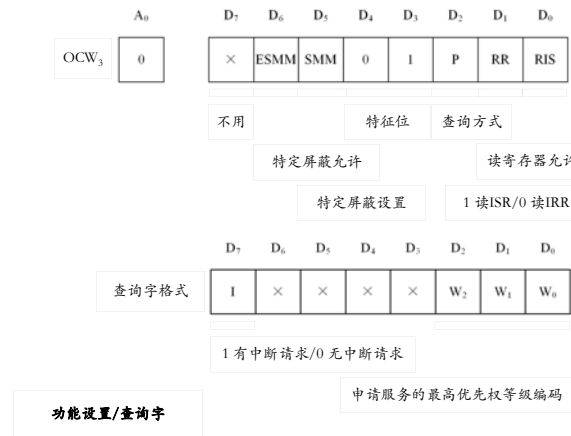 A₀ D₇ D₆ D₅ D₄ D₃ D₂ D₁ D₀
OCW₃ 0 × ESMM SMM 0 1 P RR RIS
不用 特征位 查询方式
特定屏蔽允许 读寄存器允许
特定屏蔽设置 1 读ISR/0 读IRR
D₇ D₆ D₅ D₄ D₃ D₂ D₁ D₀
查询字格式 I × × × × W₂ W₁ W₀
1 有中断请求/0 无中断请求
申请服务的最高优先权等级编码
功能设置/查询字